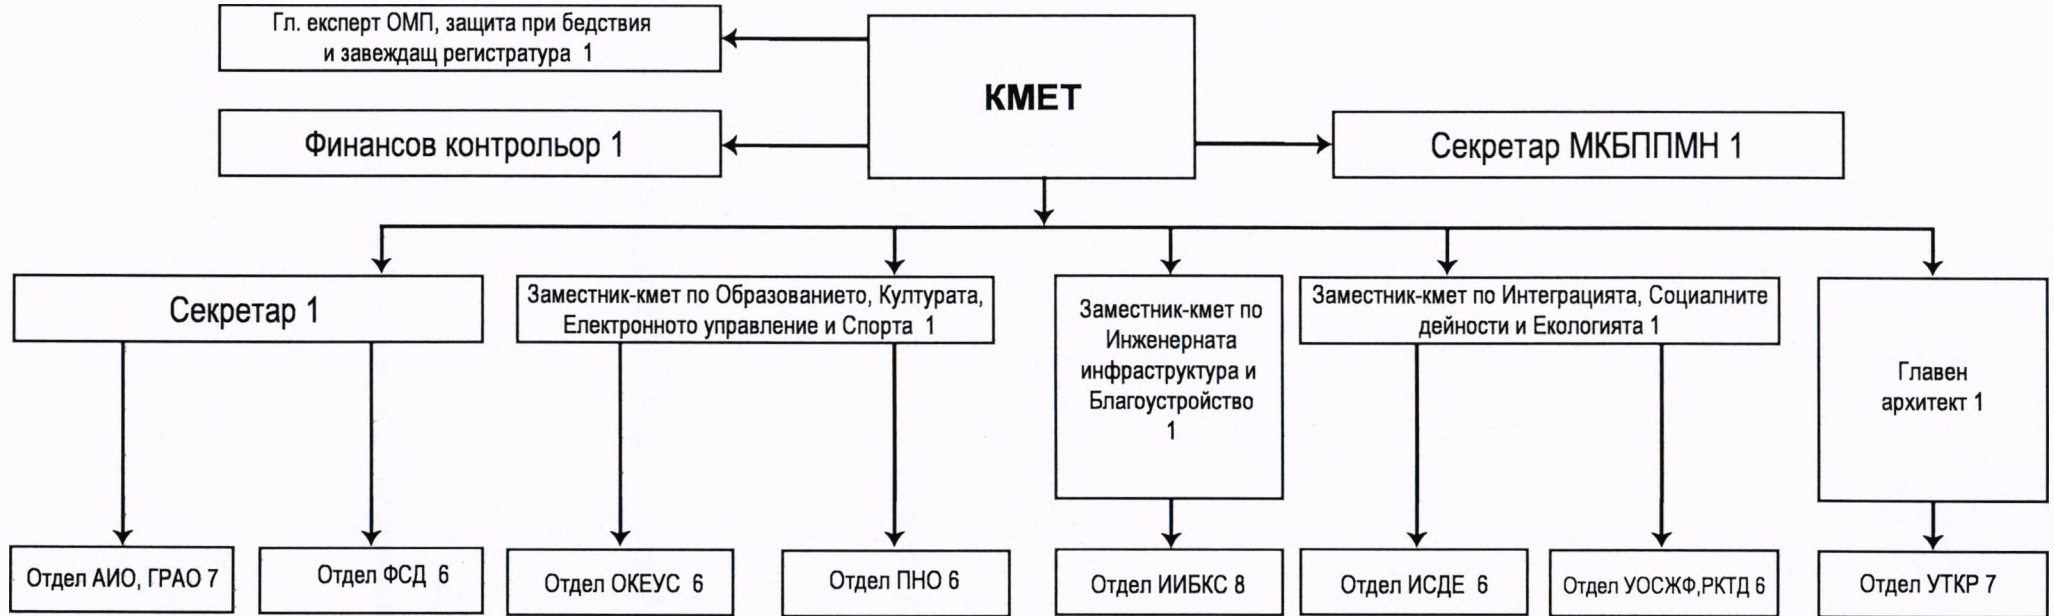 Гл. експерт ОМП, защита при бедствия
и завеждащ регистратура 1
КМЕТ
Финансов контрольор 1
Секретар МКБППМН 1
Секретар 1
Заместник-кмет по Образованието, Културата,
Електронното управление и Спорта 1
Заместник-кмет по
Инженерната
инфраструктура и
Благоустройство
1
Заместник-кмет по Интеграцията, Социалните
дейности и Екологията 1
Главен
архитект 1
Отдел АИО, ГРАО 7
Отдел ФСД 6
Отдел ОКЕУС 6
Отдел ПНО 6
Отдел ИИБКС 8
Отдел ИСДЕ 6
Отдел УОСЖФ,РКТД 6
Отдел УТКР 7